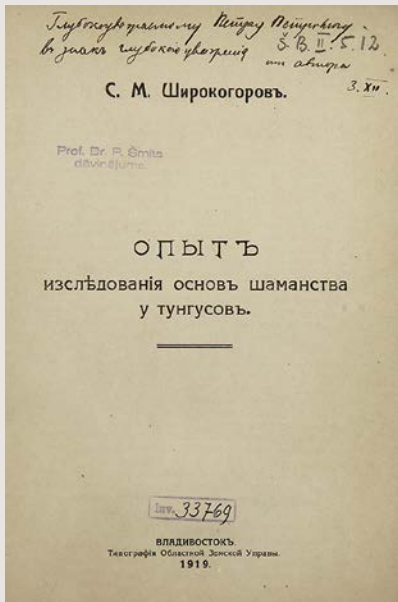 Глубокоуважаемому Петру Петровичу
въ знакъ глубокаго уваженія Š. B. II. 5. 12.
отъ автора
3. XII
С. М. Широкогоровъ.
Prof. Dr. P. Šmita
dāvinājums.
ОПЫТЪ
изслѣдованія основъ шаманства
у тунгусовъ.
Inv. 33769
ВЛАДИВОСТОКЪ.
Типографія Областной Земской Управы.
1919.